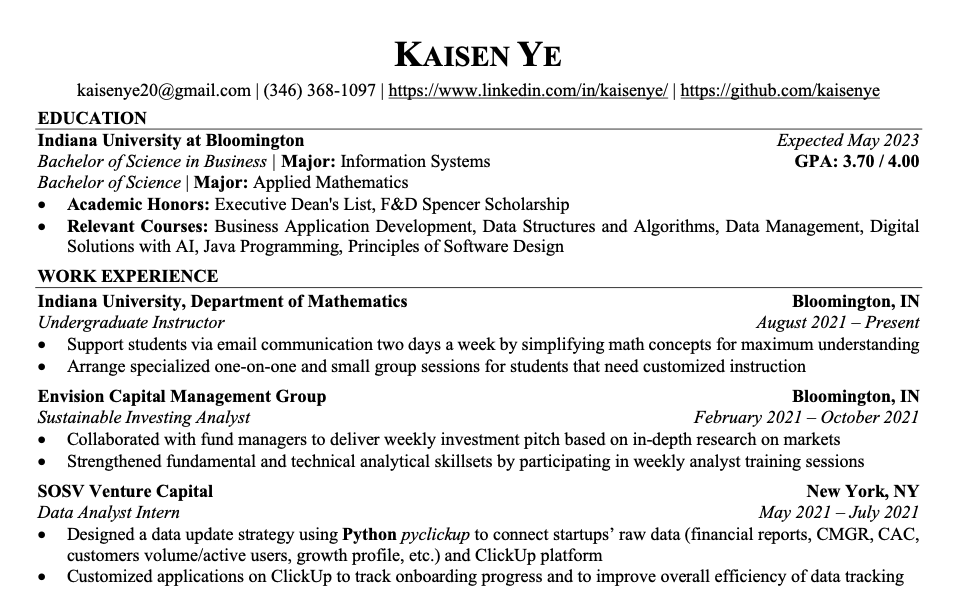 KAISEN YE
kaisenye20@gmail.com | (346) 368-1097 | https://www.linkedin.com/in/kaisenye/ | https://github.com/kaisenye
EDUCATION
Indiana University at Bloomington Expected May 2023
Bachelor of Science in Business | Major: Information Systems GPA: 3.70 / 4.00
Bachelor of Science | Major: Applied Mathematics
• Academic Honors: Executive Dean's List, F&D Spencer Scholarship
• Relevant Courses: Business Application Development, Data Structures and Algorithms, Data Management, Digital
Solutions with AI, Java Programming, Principles of Software Design
WORK EXPERIENCE
Indiana University, Department of Mathematics Bloomington, IN
Undergraduate Instructor August 2021 – Present
• Support students via email communication two days a week by simplifying math concepts for maximum understanding
• Arrange specialized one-on-one and small group sessions for students that need customized instruction
Envision Capital Management Group Bloomington, IN
Sustainable Investing Analyst February 2021 – October 2021
• Collaborated with fund managers to deliver weekly investment pitch based on in-depth research on markets
• Strengthened fundamental and technical analytical skillsets by participating in weekly analyst training sessions
SOSV Venture Capital New York, NY
Data Analyst Intern May 2021 – July 2021
• Designed a data update strategy using Python pyclickup to connect startups’ raw data (financial reports, CMGR, CAC,
customers volume/active users, growth profile, etc.) and ClickUp platform
• Customized applications on ClickUp to track onboarding progress and to improve overall efficiency of data tracking